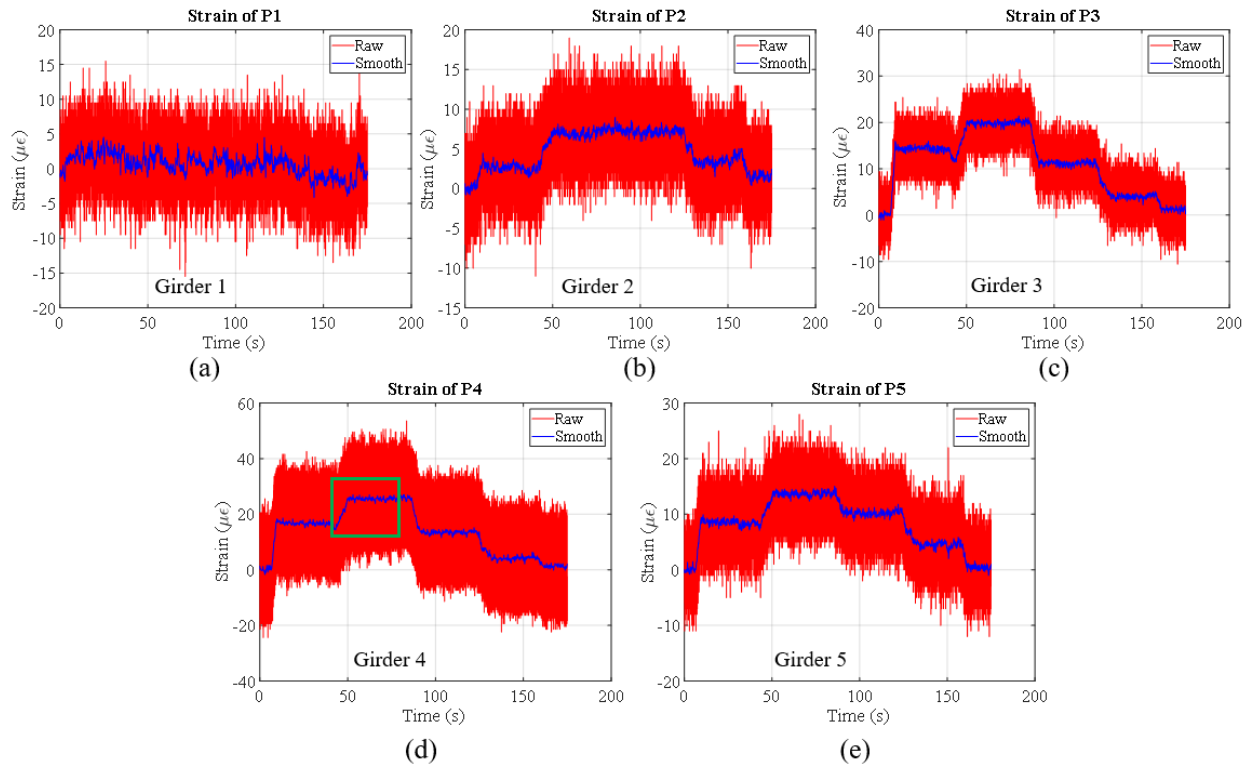 Strain of P1
20
15
10
5
0
-5
-10
-15
-20
Strain (με)
Raw
Smooth
Girder 1
0 50 100 150 200
Time (s)
(a)
Strain of P2
20
15
10
5
0
-5
-10
-15
Strain (με)
Raw
Smooth
Girder 2
0 50 100 150 200
Time (s)
(b)
Strain of P3
40
30
20
10
0
-10
-20
Strain (με)
Raw
Smooth
Girder 3
0 50 100 150 200
Time (s)
(c)
Strain of P4
60
40
20
0
-20
-40
Strain (με)
Raw
Smooth
Girder 4
0 50 100 150 200
Time (s)
(d)
Strain of P5
30
20
10
0
-10
-20
Strain (με)
Raw
Smooth
Girder 5
0 50 100 150 200
Time (s)
(e)